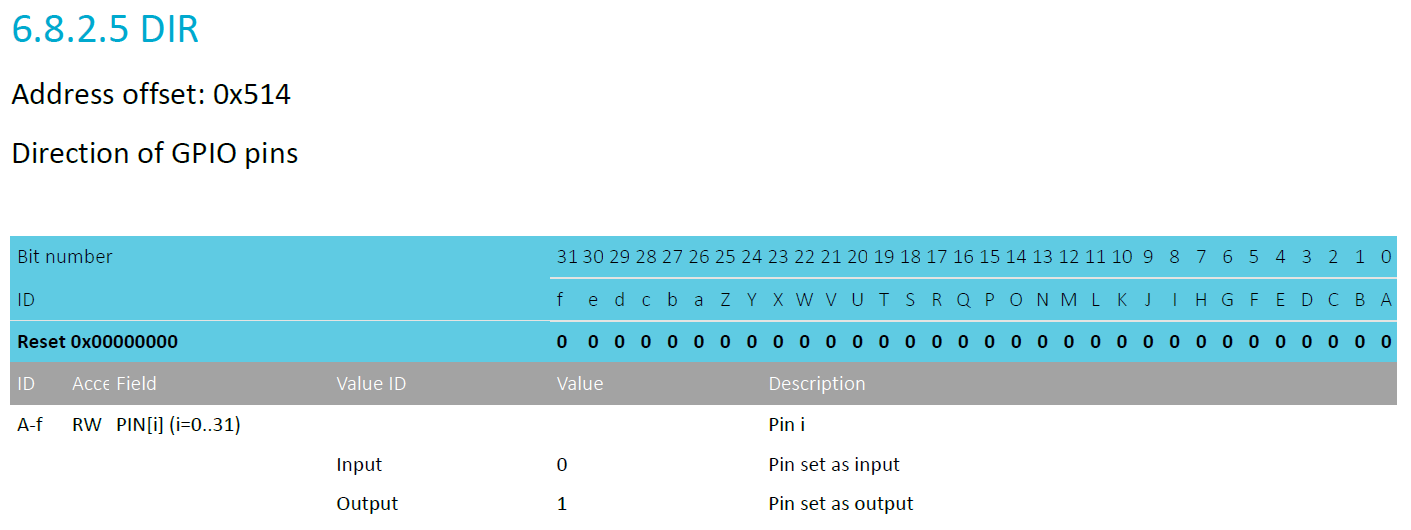 6.8.2.5 DIR
Address offset: 0x514
Direction of GPIO pins
Bit number 31 30 29 28 27 26 25 24 23 22 21 20 19 18 17 16 15 14 13 12 11 10 9 8 7 6 5 4 3 2 1 0
ID f e d c b a Z Y X W V U T S R Q P O N M L K J I H G F E D C B A
Reset 0x00000000 0 0 0 0 0 0 0 0 0 0 0 0 0 0 0 0 0 0 0 0 0 0 0 0 0 0 0 0 0 0 0 0
ID Acce Field Value ID Value Description
A-f RW PIN[i] (i=0..31) Pin i
Input 0 Pin set as input
Output 1 Pin set as output